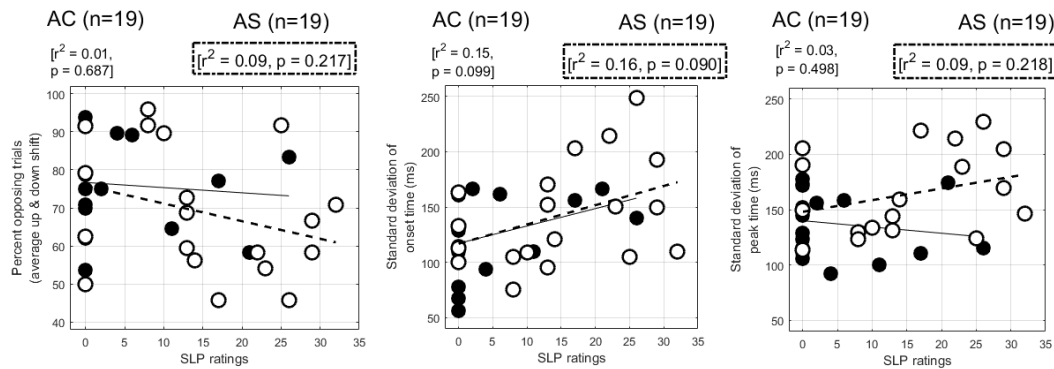 AC (n=19)
AS (n=19)
[r² = 0.01,
p = 0.687]
[r² = 0.09, p = 0.217]
Percent opposing trials
(average up & down shift)
100
90
80
70
60
50
40
0 5 10 15 20 25 30 35
SLP ratings
AC (n=19)
AS (n=19)
[r² = 0.15,
p = 0.099]
[r² = 0.16, p = 0.090]
Standard deviation of
onset time (ms)
250
200
150
100
50
0 5 10 15 20 25 30 35
SLP ratings
AC (n=19)
AS (n=19)
[r² = 0.03,
p = 0.498]
[r² = 0.09, p = 0.218]
Standard deviation of
peak time (ms)
250
200
150
100
50
0 5 10 15 20 25 30 35
SLP ratings